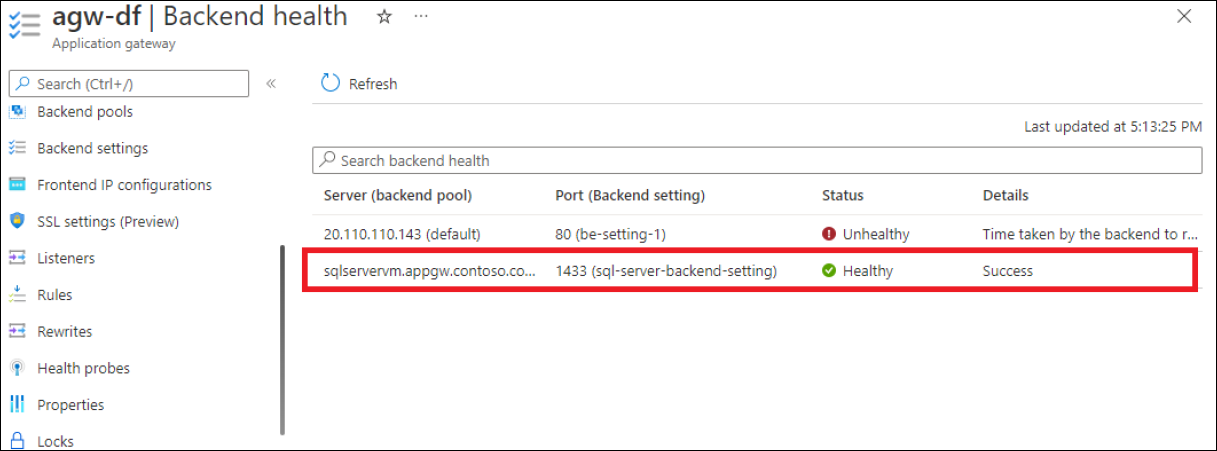 agw-df | Backend health ☆ ...
Application gateway
Search (Ctrl+/) «
Backend pools
Backend settings
Frontend IP configurations
SSL settings (Preview)
Listeners
Rules
Rewrites
Health probes
Properties
Locks
Refresh
Last updated at 5:13:25 PM
Search backend health
Server (backend pool) Port (Backend setting) Status Details
20.110.110.143 (default) 80 (be-setting-1) Unhealthy Time taken by the backend to r...
sqlservervm.appgw.contoso.co... 1433 (sql-server-backend-setting) Healthy Success